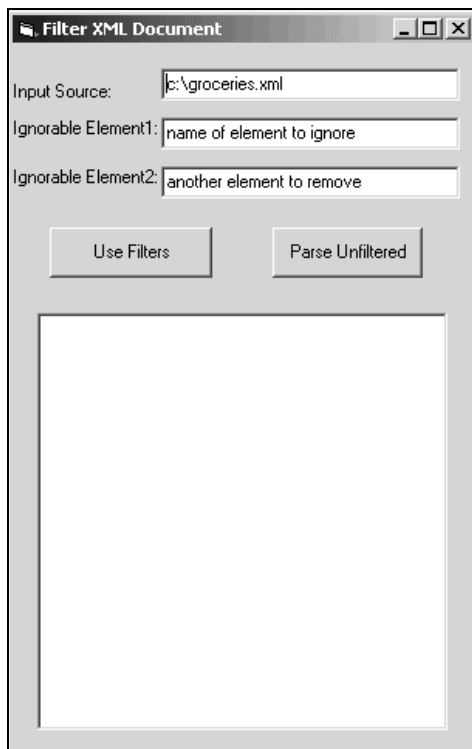 Filter XML Document
Input Source: c:\groceries.xml
Ignorable Element1: name of element to ignore
Ignorable Element2: another element to remove
Use Filters Parse Unfiltered